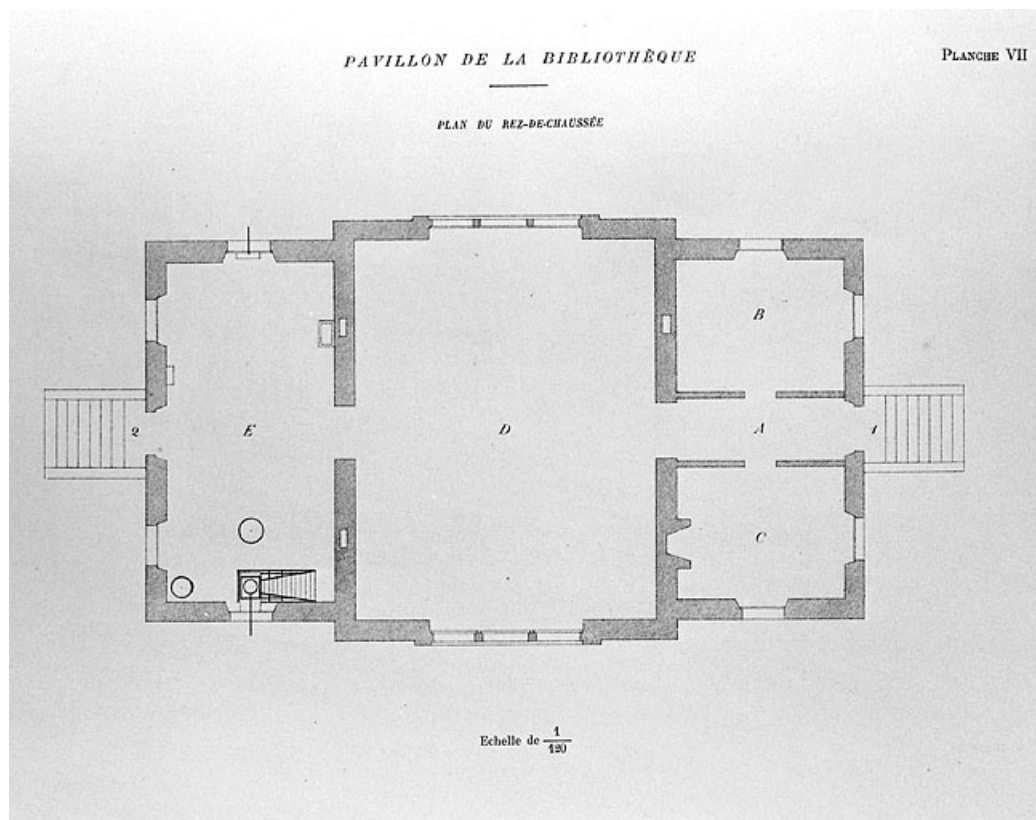 PAVILLON DE LA BIBLIOTHÈQUE
PLANCHE VII
PLAN DU REZ-DE-CHAUSSÉE
B
2
E
D
A
1
C
Echelle de 1/120